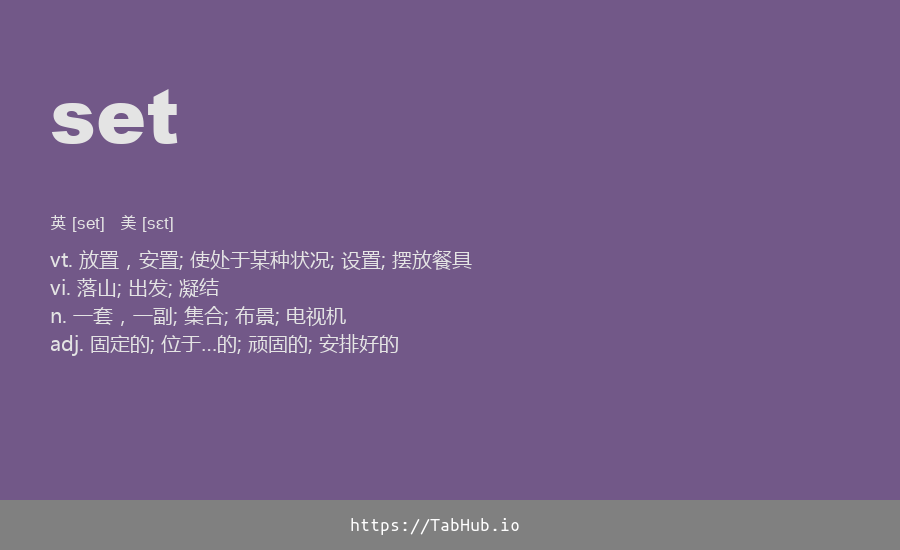 set
英 [set] 美 [sɛt]
vt. 放置，安置; 使处于某种状况; 设置; 摆放餐具
vi. 落山; 出发; 凝结
n. 一套，一副; 集合; 布景; 电视机
adj. 固定的; 位于…的; 顽固的; 安排好的
https://TabHub.io